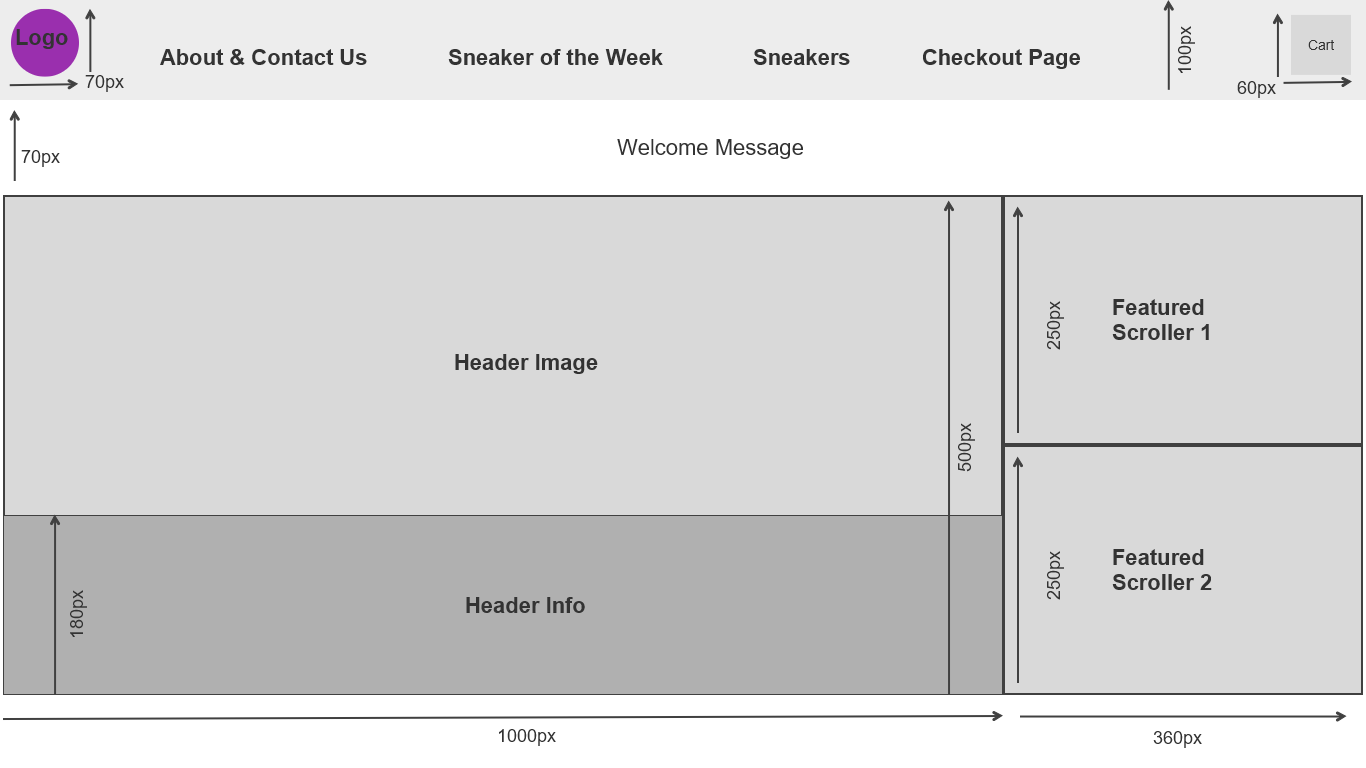 Logo
70px
About & Contact Us
Sneaker of the Week
Sneakers
Checkout Page
100px
Cart
60px
70px
Welcome Message
Header Image
500px
250px
Featured
Scroller 1
250px
Featured
Scroller 2
180px
Header Info
1000px
360px